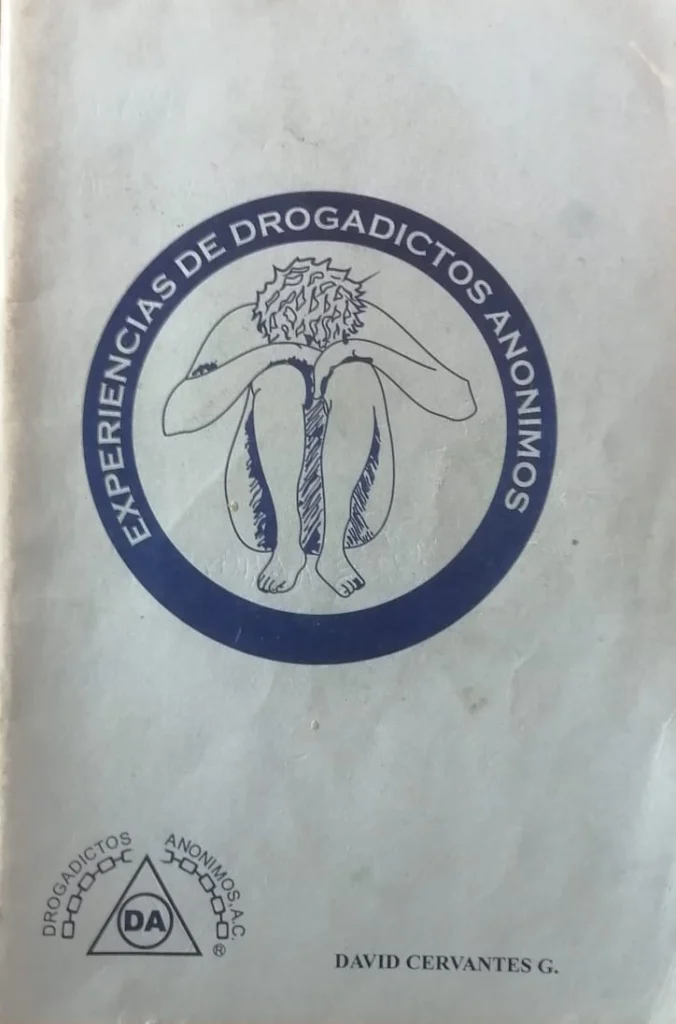 EXPERIENCIAS DE DROGADICTOS ANONIMOS
DROGADICTOS ANONIMOS, A.C.
DA
®
DAVID CERVANTES G.